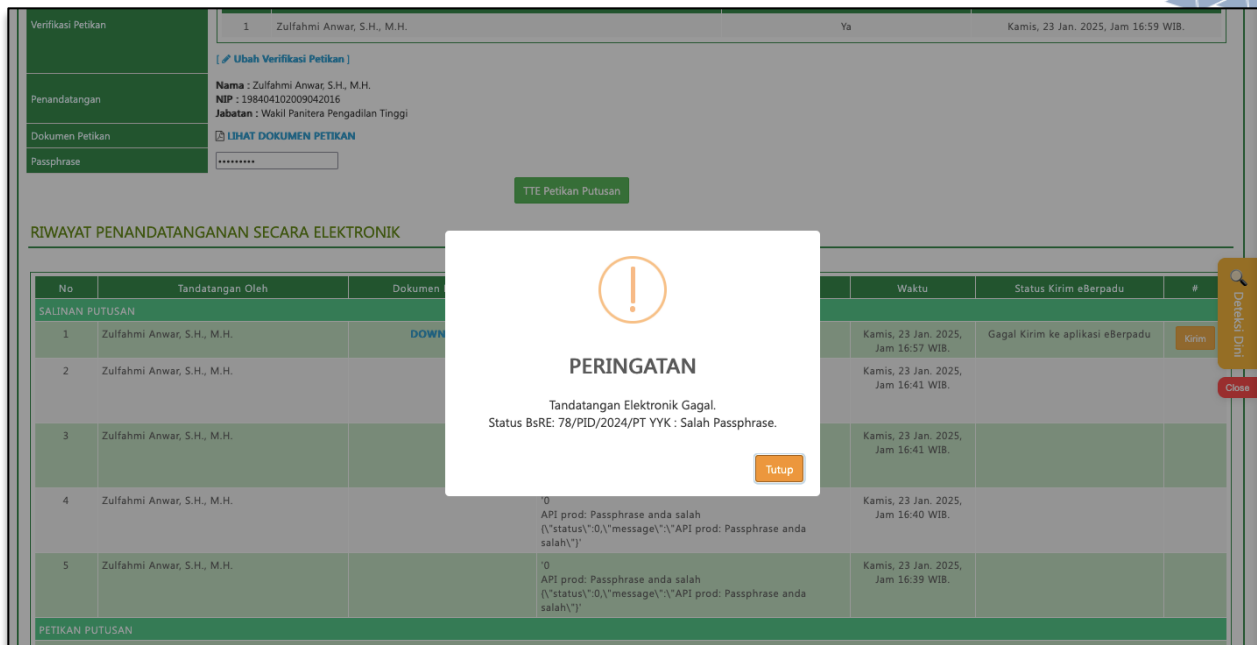 Verifikasi Petikan
1 Zulfahmi Anwar, S.H., M.H. Ya Kamis, 23 Jan. 2025, Jam 16:59 WIB.
[ Ubah Verifikasi Petikan ]
Penandatangan
Nama : Zulfahmi Anwar, S.H., M.H.
NIP : 198404102009042016
Jabatan : Wakil Panitera Pengadilan Tinggi
Dokumen Petikan LIHAT DOKUMEN PETIKAN
Passphrase •••••••••
TTE Petikan Putusan
RIWAYAT PENANDATANGANAN SECARA ELEKTRONIK
No Tandatangan Oleh Dokumen Waktu Status Kirim eBerpadu #
SALINAN PUTUSAN
1 Zulfahmi Anwar, S.H., M.H. DOWN Kamis, 23 Jan. 2025, Gagal Kirim ke aplikasi eBerpadu Kirim
Jam 16:57 WIB.
2 Zulfahmi Anwar, S.H., M.H. Kamis, 23 Jan. 2025,
Jam 16:41 WIB.
3 Zulfahmi Anwar, S.H., M.H. Kamis, 23 Jan. 2025,
Jam 16:41 WIB.
4 Zulfahmi Anwar, S.H., M.H. '0 Kamis, 23 Jan. 2025,
API prod: Passphrase anda salah Jam 16:40 WIB.
{\"status\":0,\"message\":\"API prod: Passphrase anda
salah\"}'
5 Zulfahmi Anwar, S.H., M.H. '0 Kamis, 23 Jan. 2025,
API prod: Passphrase anda salah Jam 16:39 WIB.
{\"status\":0,\"message\":\"API prod: Passphrase anda
salah\"}'
PETIKAN PUTUSAN
PERINGATAN
Tandatangan Elektronik Gagal.
Status BsRE: 78/PID/2024/PT YYK : Salah Passphrase.
Tutup
Deteksi Dini
Close